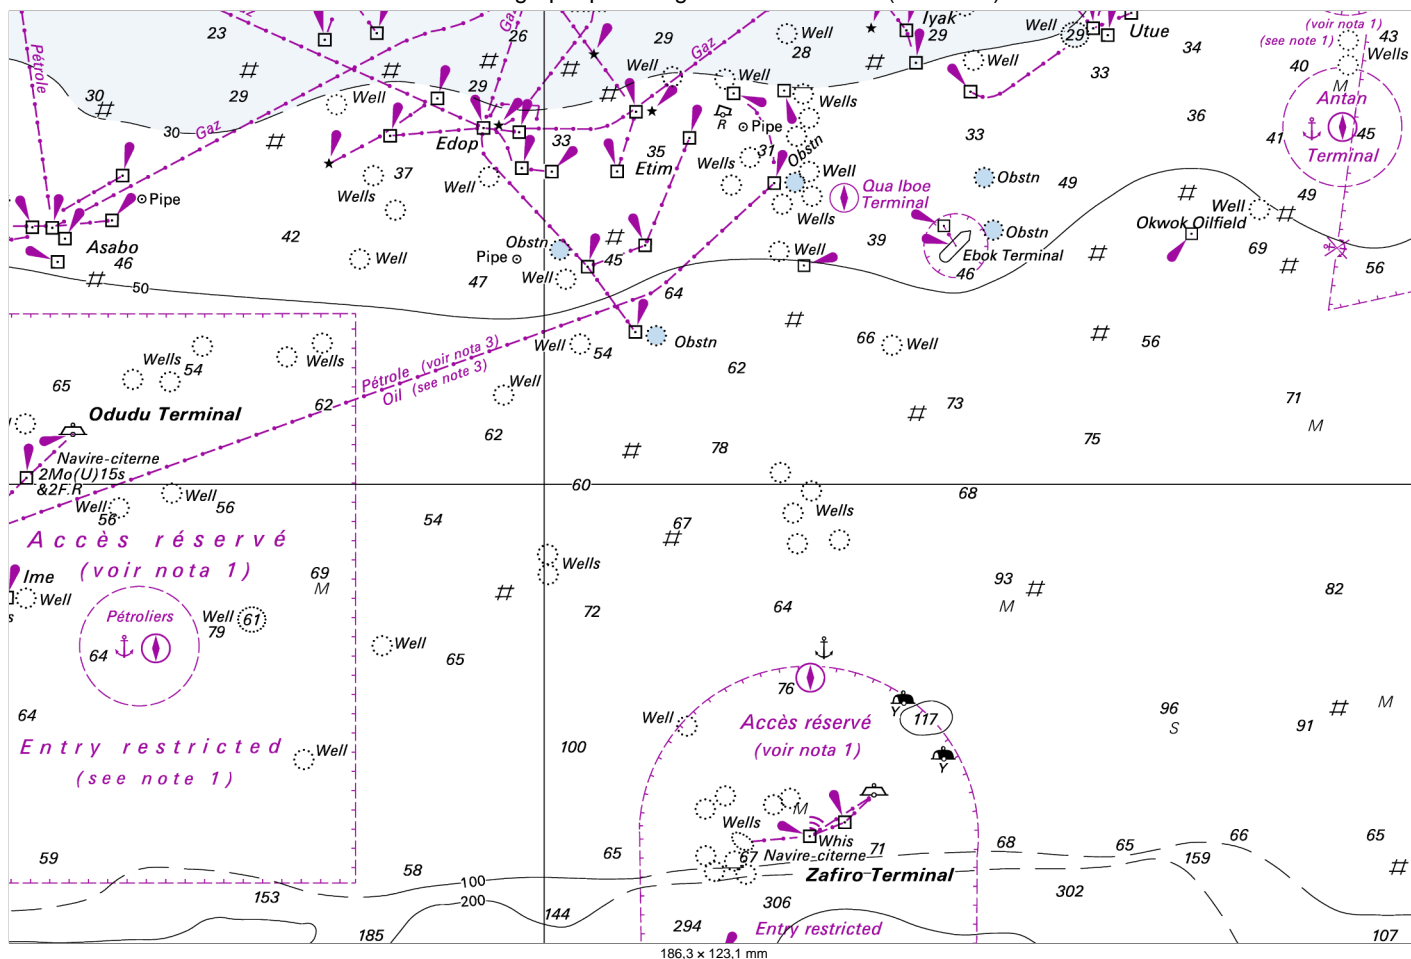 23
26
Gaz
29
Gaz
Well
28
Iyak
29
Well
29
Utue
34
(voir nota 1)
(see note 1)
43
Wells
40
M
Pétrole
30
29
30
Gaz
Well
29
Well
Well
Wells
33
36
Antan
41
45
Terminal
Edop
33
35
Etim
R
Pipe
31
Obstn
33
37
Wells
Well
Wells
Well
Wells
Qua Iboe
Terminal
Obstn
49
49
Pipe
Asabo
46
42
Well
Pipe
Obstn
45
Well
47
64
Well
39
Obstn
Ebok Terminal
46
Well
Okwok Oilfield
69
56
50
Wells
54
Wells
65
62
Pétrole (voir nota 3)
Oil (see note 3)
Well
54
Obstn
62
66
Well
56
Well
Odudu Terminal
62
78
73
75
71
M
Navire-citerne
2Mo(U)15s
&2F.R
Well
56
Well
56
60
68
54
67
Wells
Accès réservé
(voir nota 1)
Ime
Well
s
69
M
Wells
72
64
93
M
82
Pétroliers
64
Well
61
79
Well
65
76
64
Well
Accès réservé
(voir nota 1)
Y
117
Y
96
S
91
M
Entry restricted
(see note 1)
Well
100
Wells
M
Whis
67
Navire-citerne
71
Zafiro Terminal
59
58
65
68
65
66
65
159
100
200
153
144
306
302
185
294
Entry restricted
107
186,3 × 123,1 mm